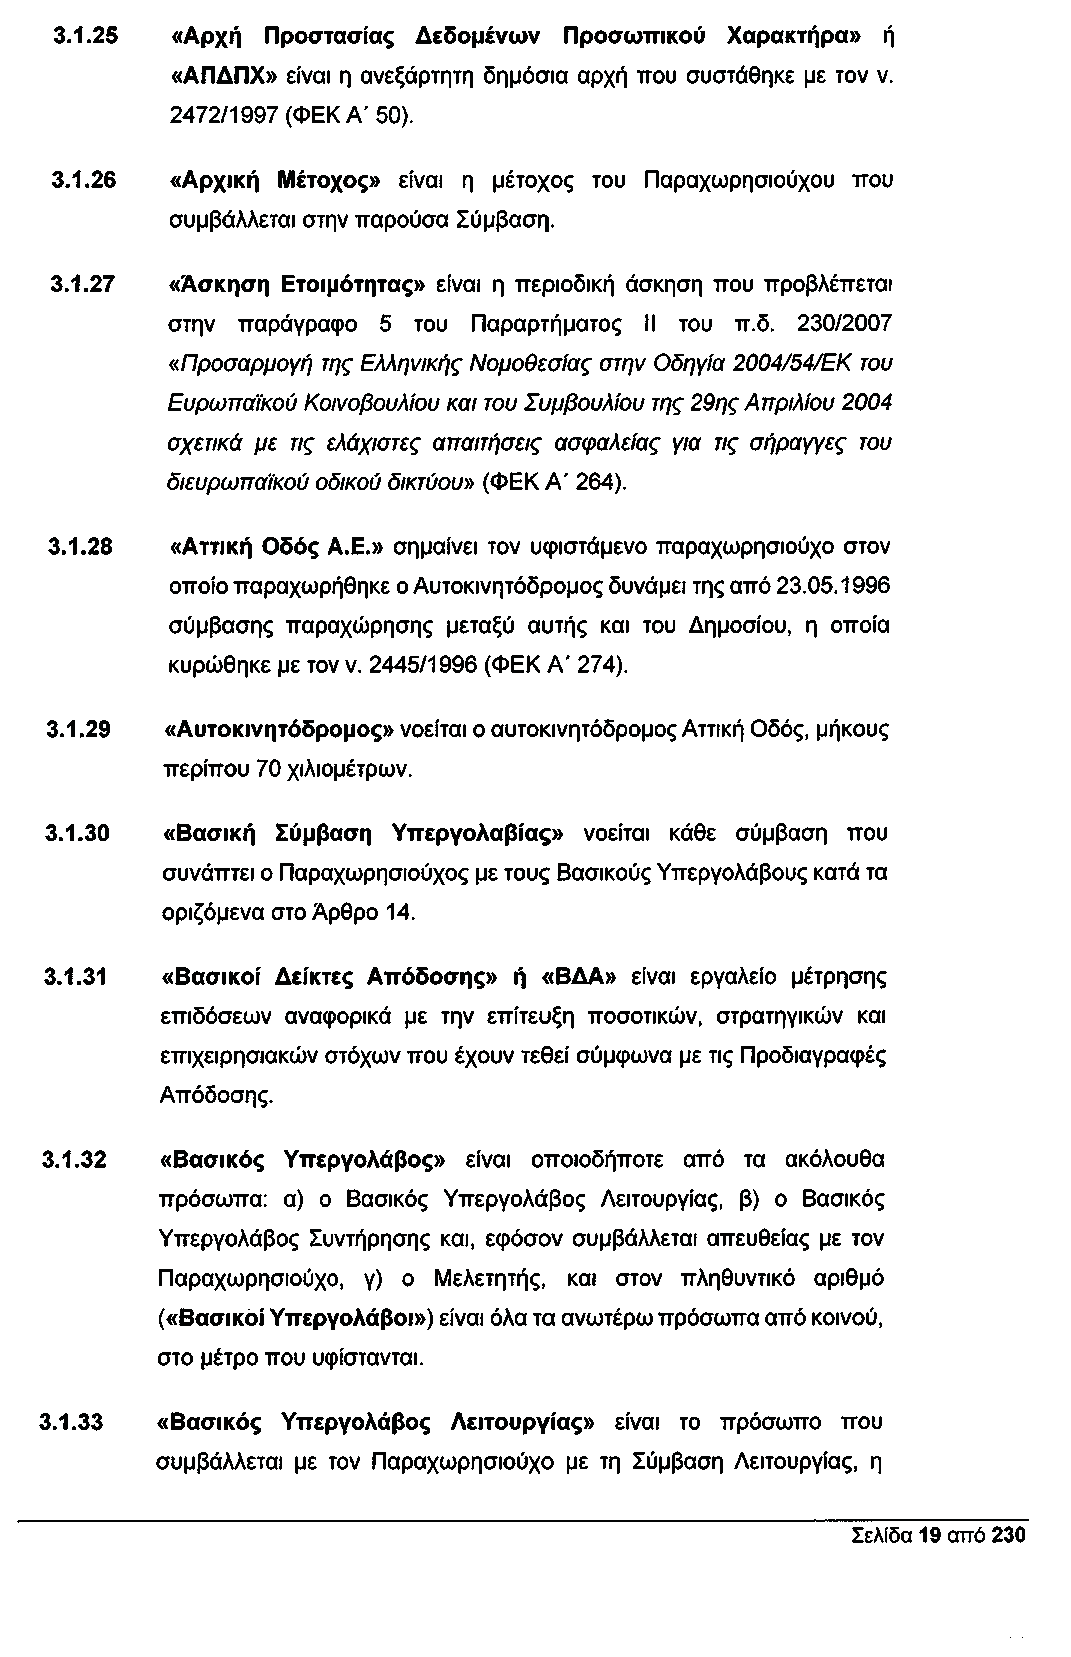 3.1.25 «Αρχή Προστασίας Δεδομένων Προσωπικού Χαρακτήρα» ή
«ΑΠΔΠΧ» είναι η ανεξάρτητη δημόσια αρχή που συστάθηκε με τον ν.
2472/1997 (ΦΕΚ Α΄ 50).
3.1.26 «Αρχική Μέτοχος» είναι η μέτοχος του Παραχωρησιούχου που
συμβάλλεται στην παρούσα Σύμβαση.
3.1.27 «Άσκηση Ετοιμότητας» είναι η περιοδική άσκηση που προβλέπεται
στην παράγραφο 5 του Παραρτήματος ΙΙ του π.δ. 230/2007
«Προσαρμογή της Ελληνικής Νομοθεσίας στην Οδηγία 2004/54/ΕΚ του
Ευρωπαϊκού Κοινοβουλίου και του Συμβουλίου της 29ης Απριλίου 2004
σχετικά με τις ελάχιστες απαιτήσεις ασφαλείας για τις σήραγγες του
διευρωπαϊκού οδικού δικτύου» (ΦΕΚ Α΄ 264).
3.1.28 «Αττική Οδός Α.Ε.» σημαίνει τον υφιστάμενο παραχωρησιούχο στον
οποίο παραχωρήθηκε ο Αυτοκινητόδρομος δυνάμει της από 23.05.1996
σύμβασης παραχώρησης μεταξύ αυτής και του Δημοσίου, η οποία
κυρώθηκε με τον ν. 2445/1996 (ΦΕΚ Α΄ 274).
3.1.29 «Αυτοκινητόδρομος» νοείται ο αυτοκινητόδρομος Αττική Οδός, μήκους
περίπου 70 χιλιομέτρων.
3.1.30 «Βασική Σύμβαση Υπεργολαβίας» νοείται κάθε σύμβαση που
συνάπτει ο Παραχωρησιούχος με τους Βασικούς Υπεργολάβους κατά τα
οριζόμενα στο Άρθρο 14.
3.1.31 «Βασικοί Δείκτες Απόδοσης» ή «ΒΔΑ» είναι εργαλείο μέτρησης
επιδόσεων αναφορικά με την επίτευξη ποσοτικών, στρατηγικών και
επιχειρησιακών στόχων που έχουν τεθεί σύμφωνα με τις Προδιαγραφές
Απόδοσης.
3.1.32 «Βασικός Υπεργολάβος» είναι οποιοδήποτε από τα ακόλουθα
πρόσωπα: α) ο Βασικός Υπεργολάβος Λειτουργίας, β) ο Βασικός
Υπεργολάβος Συντήρησης και, εφόσον συμβάλλεται απευθείας με τον
Παραχωρησιούχο, γ) ο Μελετητής, και στον πληθυντικό αριθμό
(«Βασικοί Υπεργολάβοι») είναι όλα τα ανωτέρω πρόσωπα από κοινού,
στο μέτρο που υφίστανται.
3.1.33 «Βασικός Υπεργολάβος Λειτουργίας» είναι το πρόσωπο που
συμβάλλεται με τον Παραχωρησιούχο με τη Σύμβαση Λειτουργίας, η
Σελίδα 19 από 230